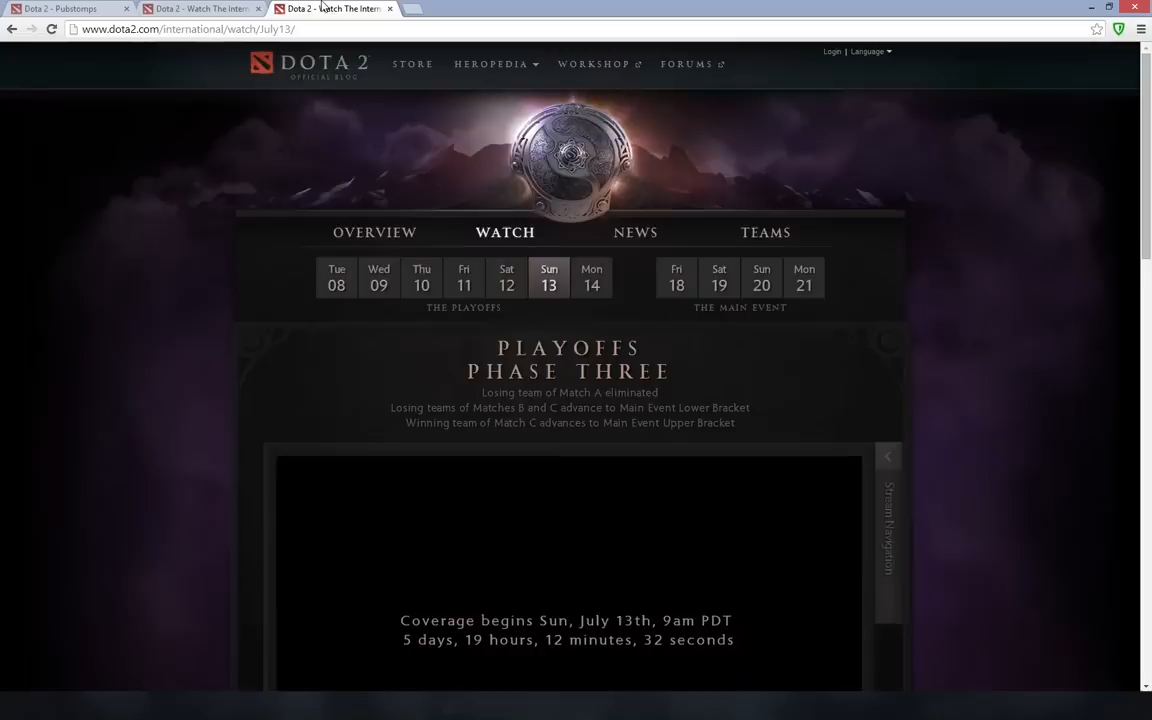 Dota 2 - Pubstomps
Dota 2 - Watch The Intern
Dota 2 - Watch The Intern
www.dota2.com/international/watch/July13/
Login | Language
DOTA 2
OFFICIAL BLOG
STORE
HEROPEDIA
WORKSHOP
FORUMS
OVERVIEW
WATCH
NEWS
TEAMS
Tue 08
Wed 09
Thu 10
Fri 11
Sat 12
Sun 13
Mon 14
THE PLAYOFFS
Fri 18
Sat 19
Sun 20
Mon 21
THE MAIN EVENT
PLAYOFFS
PHASE THREE
Losing team of Match A eliminated
Losing teams of Matches B and C advance to Main Event Lower Bracket
Winning team of Match C advances to Main Event Upper Bracket
Stream Navigation
Coverage begins Sun, July 13th, 9am PDT
5 days, 19 hours, 12 minutes, 32 seconds